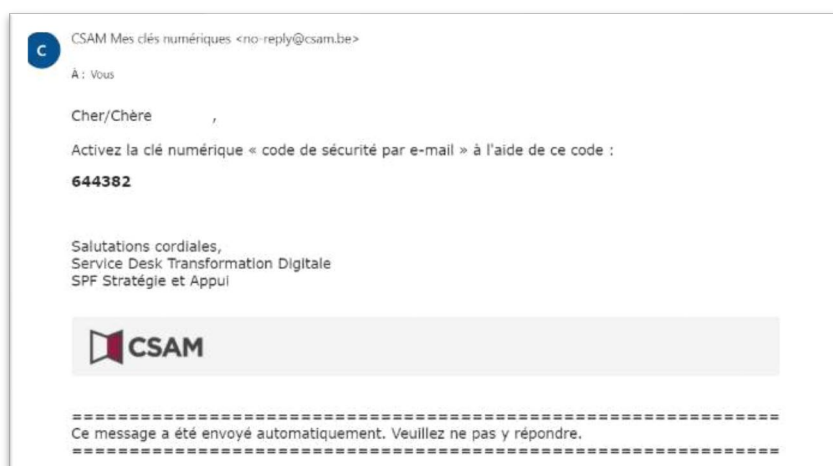 C
CSAM Mes clés numériques <no-reply@csam.be>
À : Vous
Cher/Chère ,
Activez la clé numérique « code de sécurité par e-mail » à l'aide de ce code :
644382
Salutations cordiales,
Service Desk Transformation Digitale
SPF Stratégie et Appui
CSAM
==============================================================
Ce message a été envoyé automatiquement. Veuillez ne pas y répondre.
==============================================================